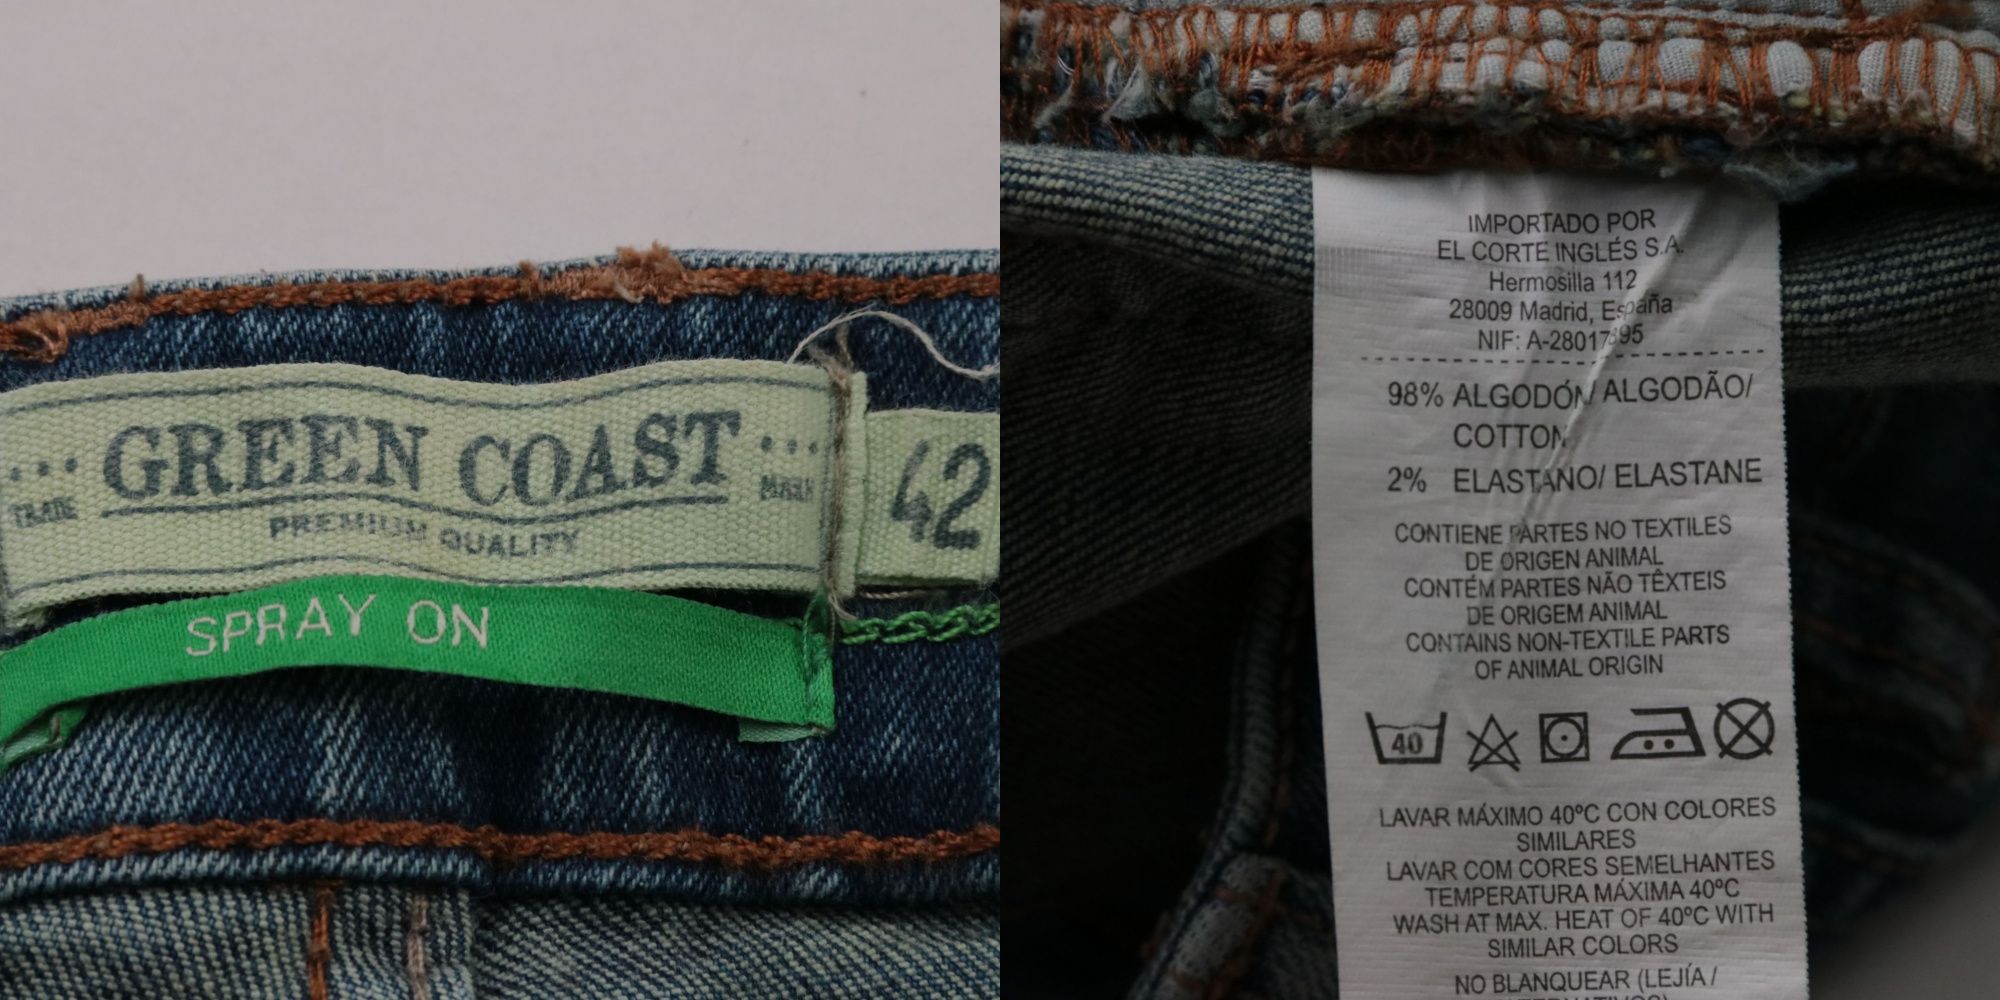 GREEN COAST
TRADE MARK
PREMIUM QUALITY
42
SPRAY ON
IMPORTADO POR
EL CORTE INGLÉS S.A.
Hermosilla 112
28009 Madrid, España
NIF: A-28017895
98% ALGODÓN/ ALGODÃO/
COTTON
2% ELASTANO/ ELASTANE
CONTIENE PARTES NO TEXTILES
DE ORIGEN ANIMAL
CONTÉM PARTES NÃO TÊXTEIS
DE ORIGEM ANIMAL
CONTAINS NON-TEXTILE PARTS
OF ANIMAL ORIGIN
40
LAVAR MÁXIMO 40ºC CON COLORES
SIMILARES
LAVAR COM CORES SEMELHANTES
TEMPERATURA MÁXIMA 40ºC
WASH AT MAX. HEAT OF 40ºC WITH
SIMILAR COLORS
NO BLANQUEAR (LEJÍA /